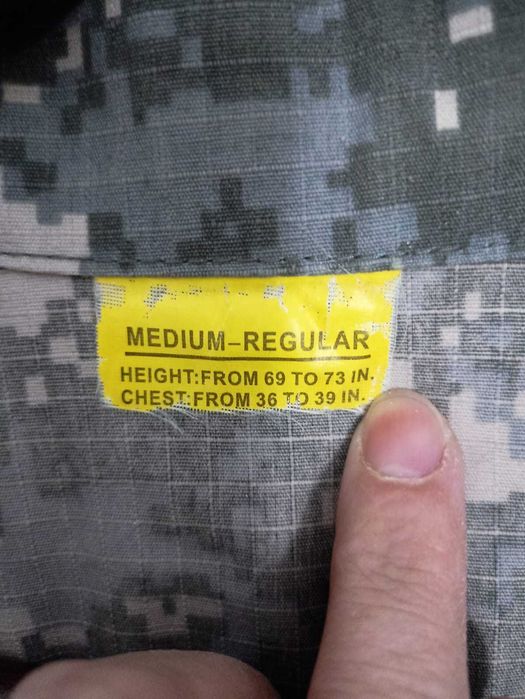 MEDIUM–REGULAR
HEIGHT:FROM 69 TO 73 IN.
CHEST:FROM 36 TO 39 IN.